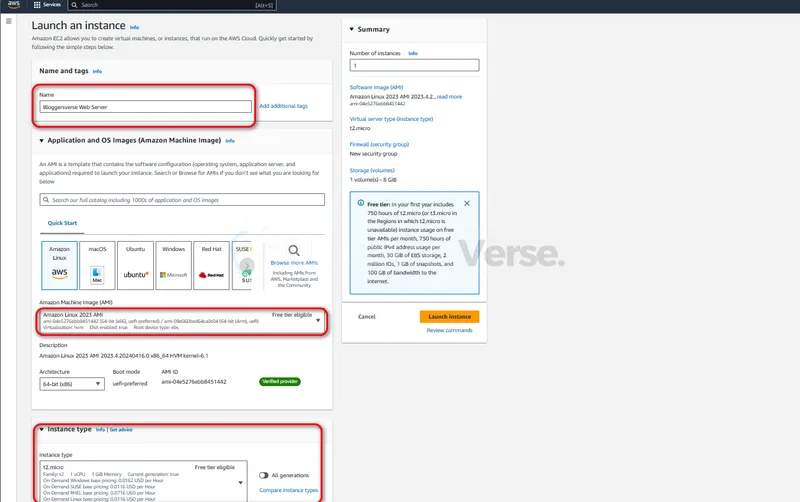 aws
Services
Search
[Alt+S]
Launch an instance Info
Amazon EC2 allows you to create virtual machines, or instances, that run on the AWS Cloud. Quickly get started by
following the simple steps below.
Name and tags Info
Name
Bloggersverse Web Server
Add additional tags
Application and OS Images (Amazon Machine Image) Info
An AMI is a template that contains the software configuration (operating system, application server, and
applications) required to launch your instance. Search or Browse for AMIs if you don't see what you are looking for
below
Search our full catalog including 1000s of application and OS images
Quick Start
Amazon
Linux
aws
macOS
Mac
Ubuntu
ubuntu
Windows
Microsoft
Red Hat
Red Hat
SUSE
SUS
Browse more AMIs
Including AMIs from
AWS, Marketplace and
the Community
Amazon Machine Image (AMI)
Amazon Linux 2023 AMI
Free tier eligible
Virtualization: hvm ENA enabled: true Root device type: ebs
Description
Amazon Linux 2023 AMI 2023.4.20240416.0 x86_64 HVM kernel-6.1
Architecture
Boot mode
AMI ID
64-bit (x86)
uefi-preferred
ami-04e5276ebb8451442
Verified provider
Instance type Info | Get advice
Instance type
t2.micro
Free tier eligible
Family: t2 1 vCPU 1 GiB Memory Current generation: true
On-Demand Windows base pricing: 0.0162 USD per Hour
On-Demand SUSE base pricing: 0.0116 USD per Hour
On-Demand RHEL base pricing: 0.0716 USD per Hour
On-Demand Linux base pricing: 0.0116 USD per Hour
All generations
Compare instance types
Summary
Number of instances Info
1
Software Image (AMI)
Amazon Linux 2023 AMI 2023.4.2...read more
ami-04e5276ebb8451442
Virtual server type (instance type)
t2.micro
Firewall (security group)
New security group
Storage (volumes)
1 volume(s) - 8 GiB
Free tier: In your first year includes
750 hours of t2.micro (or t3.micro in
the Regions in which t2.micro is
unavailable) instance usage on free
tier AMIs per month, 750 hours of
public IPv4 address usage per
month, 30 GiB of EBS storage, 2
million IOs, 1 GB of snapshots, and
100 GB of bandwidth to the
internet.
Verse.
Cancel
Launch instance
Review commands